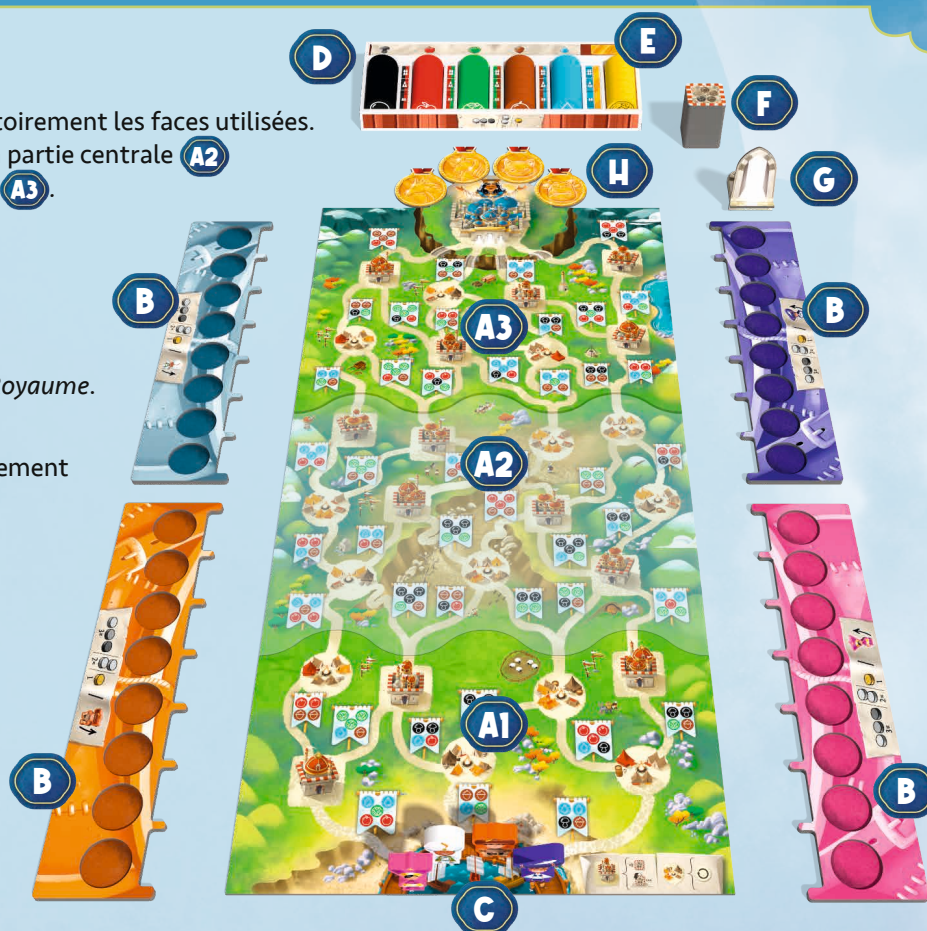 D
E
F
toirement les faces utilisées.
partie centrale A2
A3.
H
G
B
B
A3
oyaume.
A2
ement
A1
B
B
C